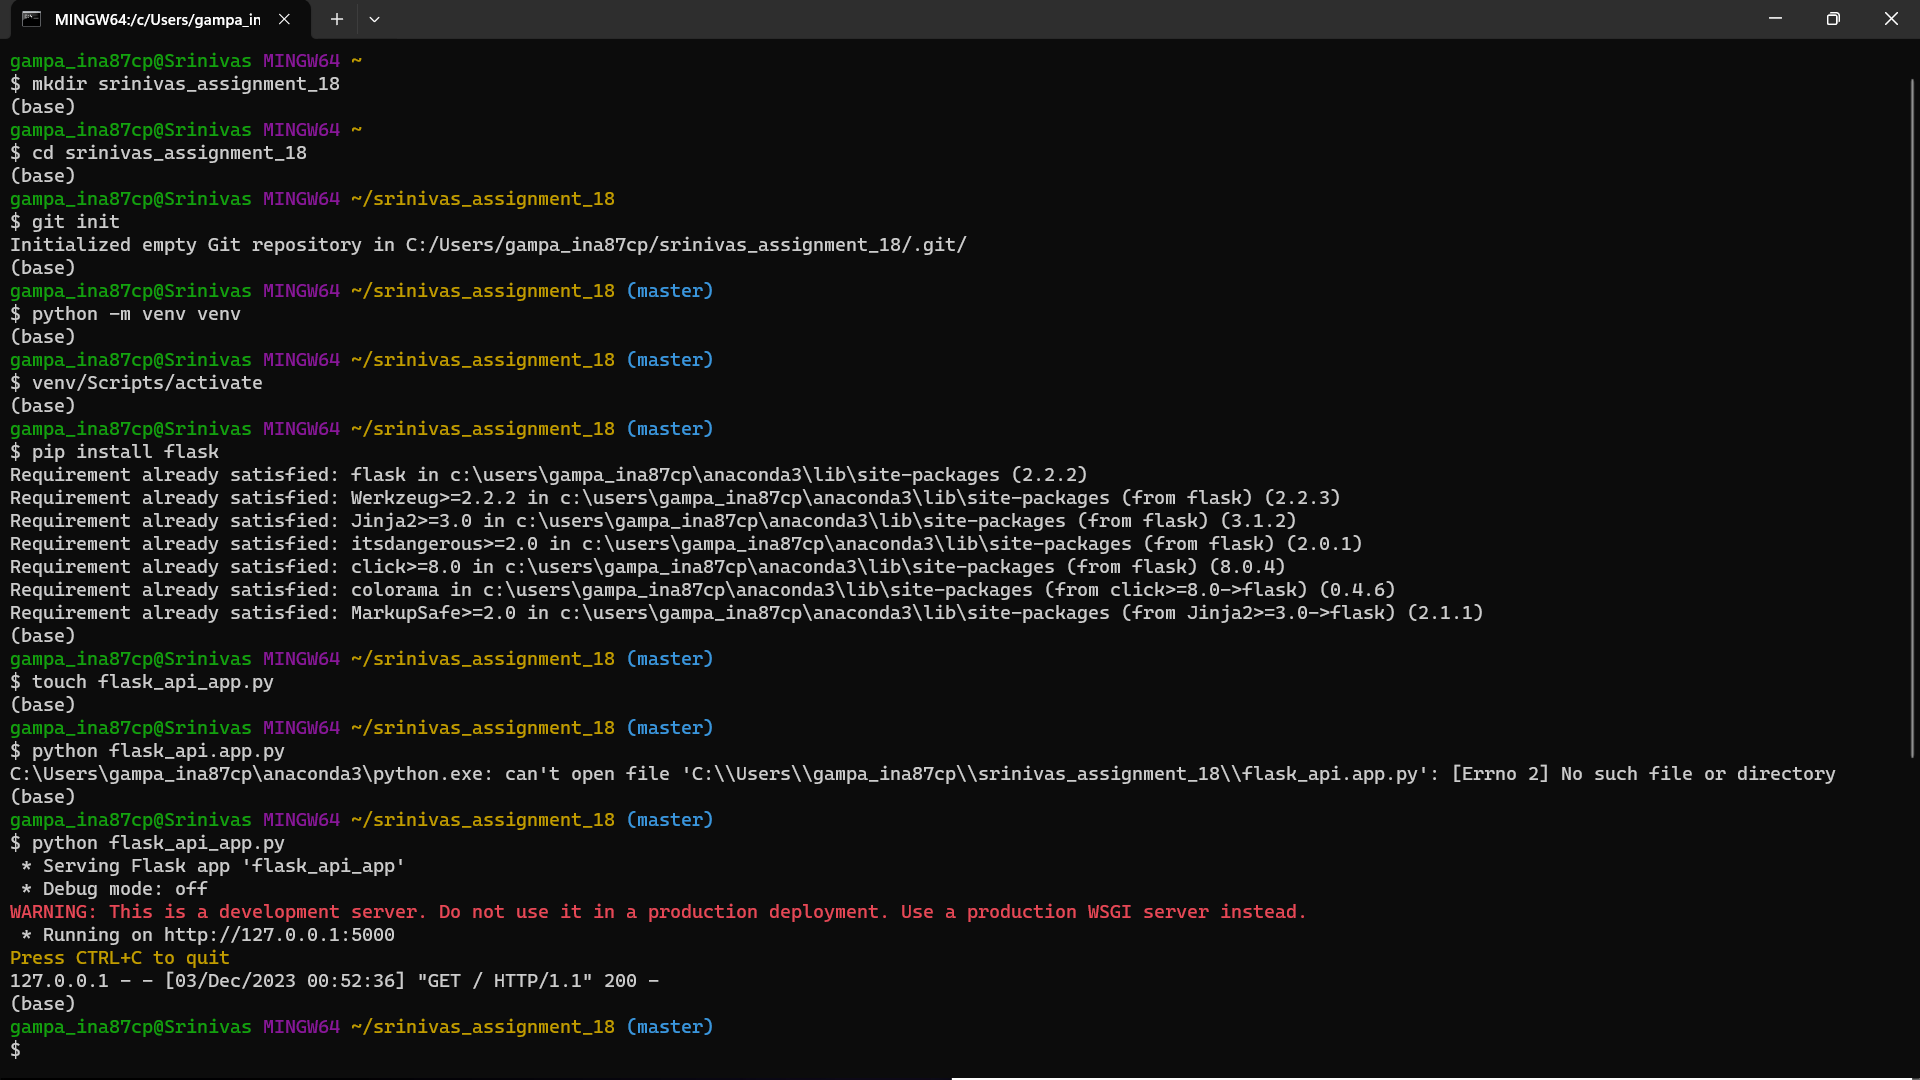 MINGW64:/c/Users/gampa_in
gampa_ina87cp@Srinivas MINGW64 ~
$ mkdir srinivas_assignment_18
(base)
gampa_ina87cp@Srinivas MINGW64 ~
$ cd srinivas_assignment_18
(base)
gampa_ina87cp@Srinivas MINGW64 ~/srinivas_assignment_18
$ git init
Initialized empty Git repository in C:/Users/gampa_ina87cp/srinivas_assignment_18/.git/
(base)
gampa_ina87cp@Srinivas MINGW64 ~/srinivas_assignment_18 (master)
$ python -m venv venv
(base)
gampa_ina87cp@Srinivas MINGW64 ~/srinivas_assignment_18 (master)
$ venv/Scripts/activate
(base)
gampa_ina87cp@Srinivas MINGW64 ~/srinivas_assignment_18 (master)
$ pip install flask
Requirement already satisfied: flask in c:\users\gampa_ina87cp\anaconda3\lib\site-packages (2.2.2)
Requirement already satisfied: Werkzeug>=2.2.2 in c:\users\gampa_ina87cp\anaconda3\lib\site-packages (from flask) (2.2.3)
Requirement already satisfied: Jinja2>=3.0 in c:\users\gampa_ina87cp\anaconda3\lib\site-packages (from flask) (3.1.2)
Requirement already satisfied: itsdangerous>=2.0 in c:\users\gampa_ina87cp\anaconda3\lib\site-packages (from flask) (2.0.1)
Requirement already satisfied: click>=8.0 in c:\users\gampa_ina87cp\anaconda3\lib\site-packages (from flask) (8.0.4)
Requirement already satisfied: colorama in c:\users\gampa_ina87cp\anaconda3\lib\site-packages (from click>=8.0->flask) (0.4.6)
Requirement already satisfied: MarkupSafe>=2.0 in c:\users\gampa_ina87cp\anaconda3\lib\site-packages (from Jinja2>=3.0->flask) (2.1.1)
(base)
gampa_ina87cp@Srinivas MINGW64 ~/srinivas_assignment_18 (master)
$ touch flask_api_app.py
(base)
gampa_ina87cp@Srinivas MINGW64 ~/srinivas_assignment_18 (master)
$ python flask_api.app.py
C:\Users\gampa_ina87cp\anaconda3\python.exe: can't open file 'C:\\Users\\gampa_ina87cp\\srinivas_assignment_18\\flask_api.app.py': [Errno 2] No such file or directory
(base)
gampa_ina87cp@Srinivas MINGW64 ~/srinivas_assignment_18 (master)
$ python flask_api_app.py
 * Serving Flask app 'flask_api_app'
 * Debug mode: off
WARNING: This is a development server. Do not use it in a production deployment. Use a production WSGI server instead.
 * Running on http://127.0.0.1:5000
Press CTRL+C to quit
127.0.0.1 - - [03/Dec/2023 00:52:36] "GET / HTTP/1.1" 200 -
(base)
gampa_ina87cp@Srinivas MINGW64 ~/srinivas_assignment_18 (master)
$